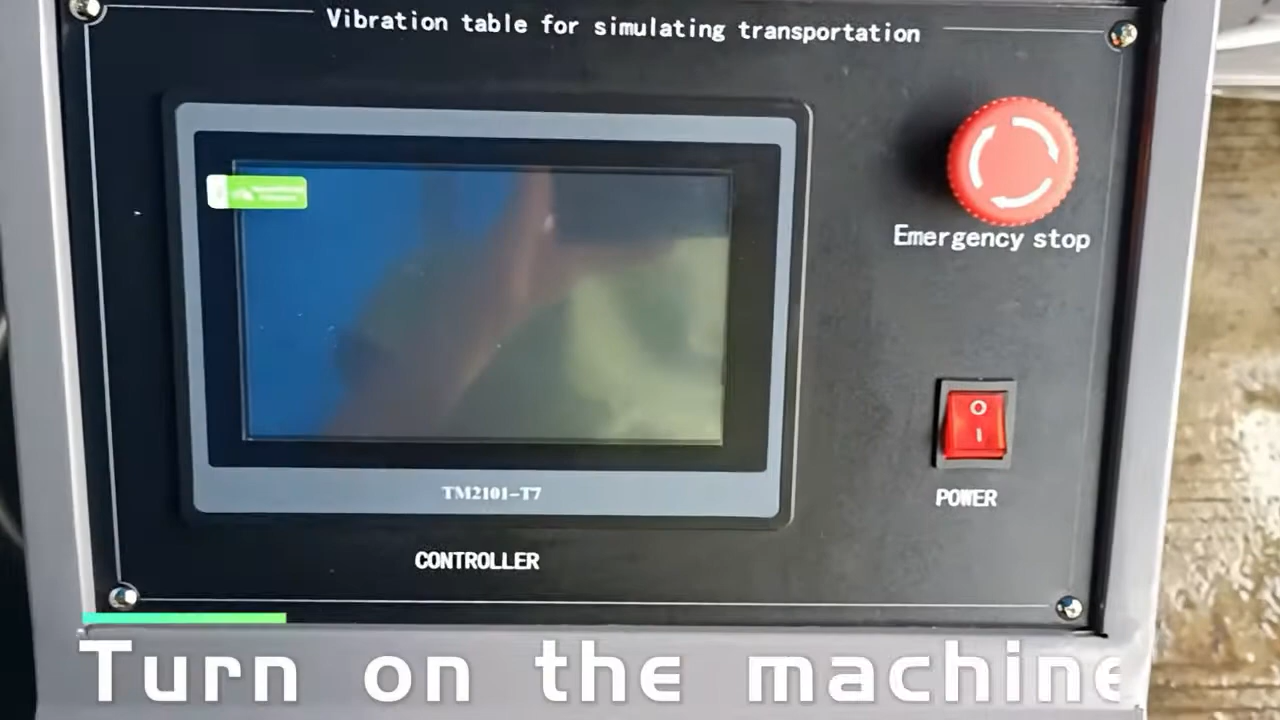 Vibration table for simulating transportation
Emergency stop
O
I
POWER
TM2101-T7
CONTROLLER
Turn on the machine